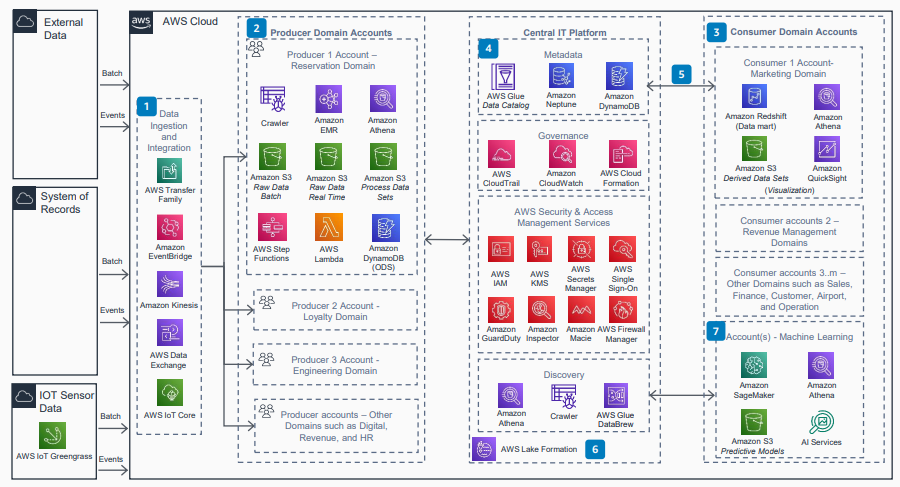 External
Data
System of
Records
IOT Sensor
Data
AWS IoT Greengrass
Batch
Events
Batch
Events
Batch
Events
aws
AWS Cloud
1
Data
Ingestion
and
Integration
AWS Transfer
Family
Amazon
EventBridge
Amazon Kinesis
AWS Data
Exchange
AWS IoT Core
2
Producer Domain Accounts
Producer 1 Account –
Reservation Domain
Crawler
Amazon
EMR
Amazon
Athena
Amazon S3
Raw Data
Batch
Amazon S3
Raw Data
Real Time
Amazon S3
Process Data
Sets
AWS Step
Functions
AWS
Lambda
Amazon
DynamoDB
(ODS)
Producer 2 Account -
Loyalty Domain
Producer 3 Account -
Engineering Domain
Producer accounts – Other
Domains such as Digital,
Revenue, and HR
Central IT Platform
4
Metadata
AWS Glue
Data Catalog
Amazon
Neptune
Amazon
DynamoDB
Governance
AWS
CloudTrail
Amazon
CloudWatch
AWS Cloud
Formation
AWS Security & Access
Management Services
AWS
IAM
AWS
KMS
AWS
Secrets
Manager
AWS
Single
Sign-On
Amazon
GuardDuty
Amazon
Inspector
Amazon
Macie
AWS Firewall
Manager
Discovery
Amazon
Athena
Crawler
AWS Glue
DataBrew
AWS Lake Formation
6
5
3
Consumer Domain Accounts
Consumer 1 Account-
Marketing Domain
Amazon Redshift
(Data mart)
Amazon
Athena
Amazon S3
Derived Data Sets
Amazon
QuickSight
(Visualization)
Consumer accounts 2 –
Revenue Management
Domains
Consumer accounts 3..m –
Other Domains such as Sales,
Finance, Customer, Airport,
and Operation
7
Account(s) - Machine Learning
Amazon
SageMaker
Amazon
Athena
Amazon S3
Predictive Models
AI Services